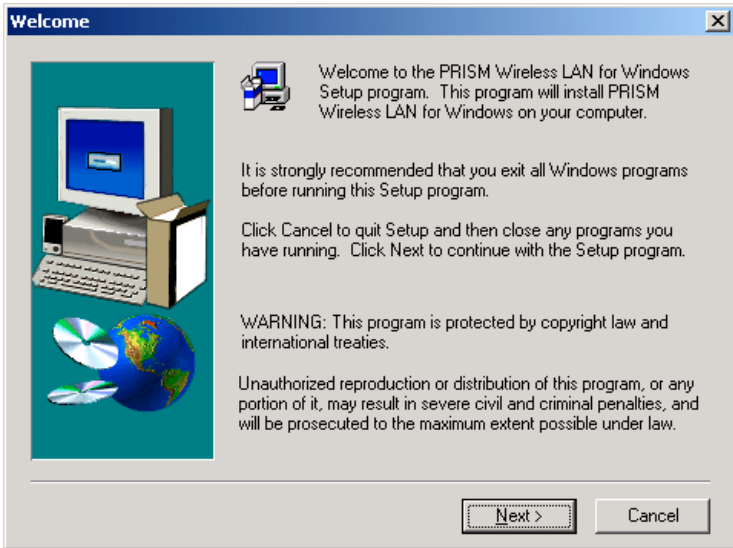 Welcome
Welcome to the PRISM Wireless LAN for Windows
Setup program. This program will install PRISM
Wireless LAN for Windows on your computer.
It is strongly recommended that you exit all Windows programs
before running this Setup program.
Click Cancel to quit Setup and then close any programs you
have running. Click Next to continue with the Setup program.
WARNING: This program is protected by copyright law and
international treaties.
Unauthorized reproduction or distribution of this program, or any
portion of it, may result in severe civil and criminal penalties, and
will be prosecuted to the maximum extent possible under law.
Next >
Cancel